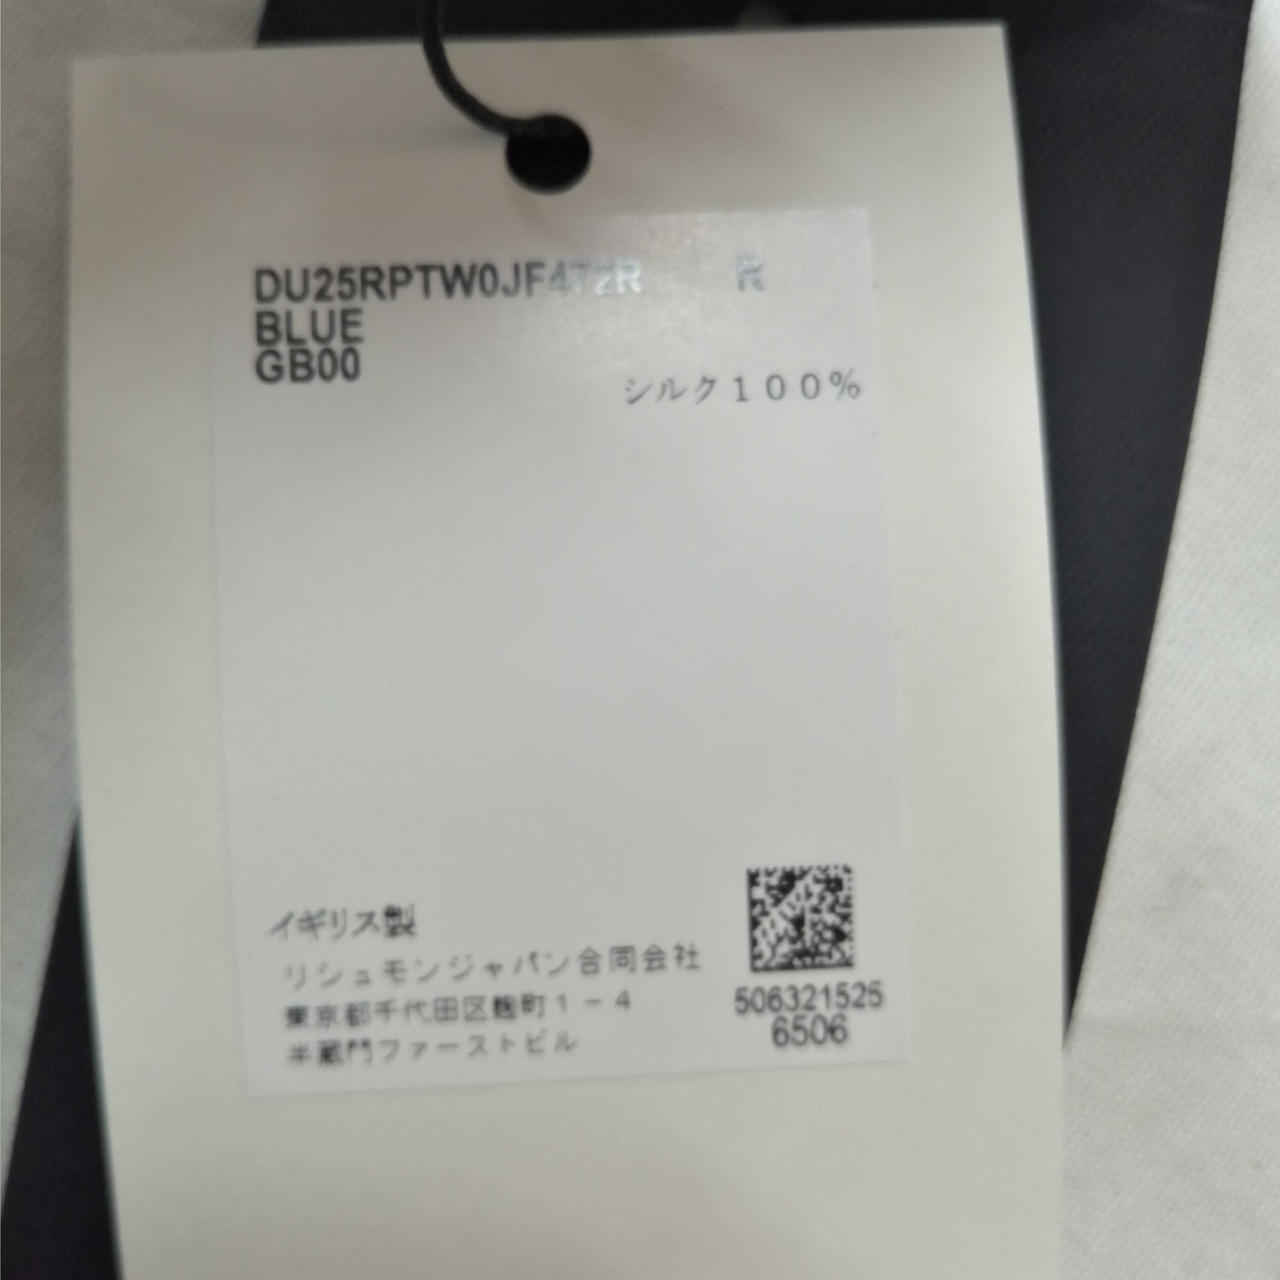 DU25RPTW0JF472R R
BLUE
GB00
シルク100%
イギリス製
リシュモンジャパン合同会社
東京都千代田区麹町1-4
半蔵門ファーストビル
506321525
6506